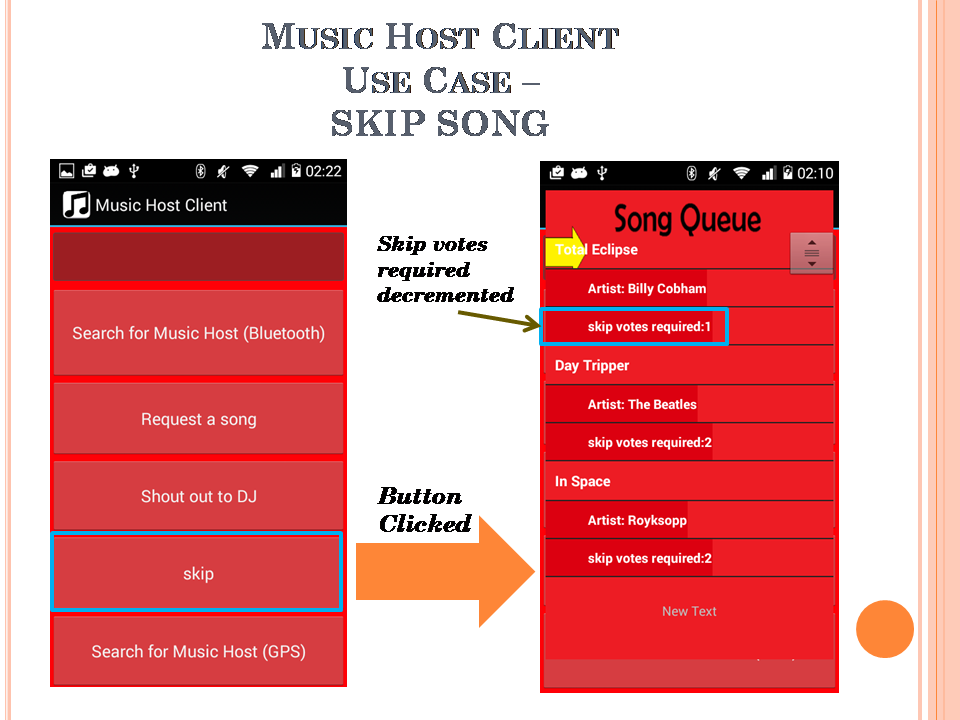 MUSIC HOST CLIENT
USE CASE –
SKIP SONG
02:22
Music Host Client
Search for Music Host (Bluetooth)
Request a song
Shout out to DJ
skip
Search for Music Host (GPS)
Skip votes
required
decremented
Button
Clicked
02:10
Song Queue
Total Eclipse
Artist: Billy Cobham
skip votes required:1
Day Tripper
Artist: The Beatles
skip votes required:2
In Space
Artist: Royksopp
skip votes required:2
New Text